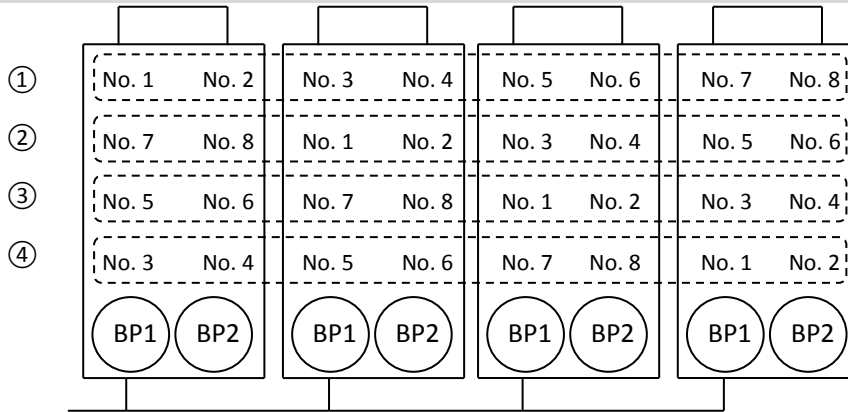 ① No. 1 No. 2 No. 3 No. 4 No. 5 No. 6 No. 7 No. 8
② No. 7 No. 8 No. 1 No. 2 No. 3 No. 4 No. 5 No. 6
③ No. 5 No. 6 No. 7 No. 8 No. 1 No. 2 No. 3 No. 4
④ No. 3 No. 4 No. 5 No. 6 No. 7 No. 8 No. 1 No. 2
BP1 BP2 BP1 BP2 BP1 BP2 BP1 BP2